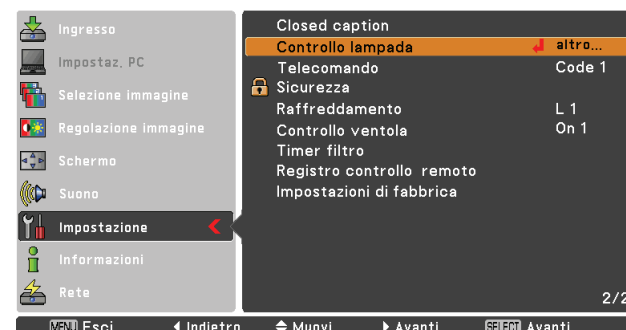 Ingresso
Impostaz. PC
Selezione immagine
Regolazione immagine
Schermo
Suono
Impostazione
Informazioni
Rete
Closed caption
Controllo lampada altro...
Telecomando Code 1
Sicurezza
Raffreddamento L 1
Controllo ventola On 1
Timer filtro
Registro controllo remoto
Impostazioni di fabbrica
2/2
MENU Esci Indietro Muovi Avanti SELECT Avanti